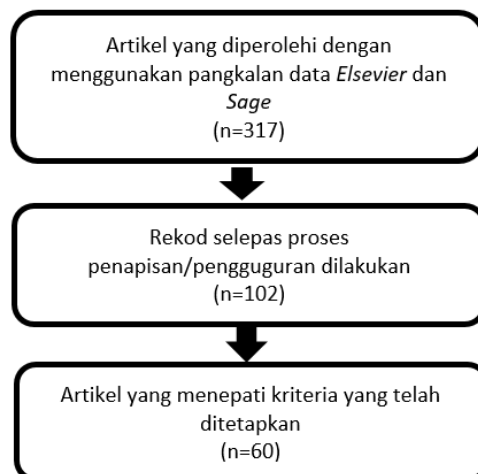 Artikel yang diperolehi dengan
menggunakan pangkalan data Elsevier dan
Sage
(n=317)
Rekod selepas proses
penapisan/pengguguran dilakukan
(n=102)
Artikel yang menepati kriteria yang telah
ditetapkan
(n=60)